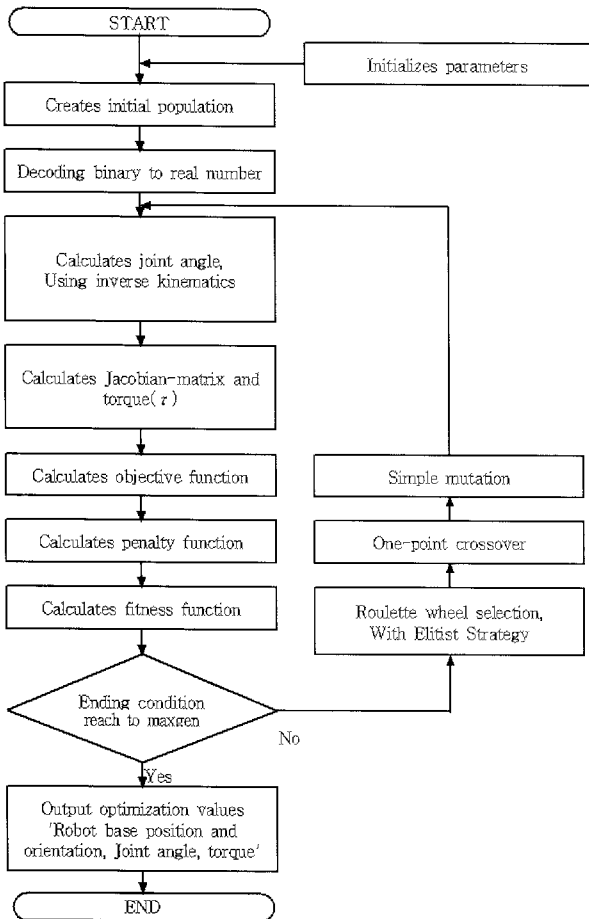 START
Initializes parameters
Creates initial population
Decoding binary to real number
Calculates joint angle,
Using inverse kinematics
Calculates Jacobian-matrix and
torque(τ)
Calculates objective function
Simple mutation
Calculates penalty function
One-point crossover
Calculates fitness function
Roulette wheel selection,
With Elitist Strategy
Ending condition
reach to maxgen
No
Yes
Output optimization values
'Robot base position and
orientation, Joint angle, torque'
END